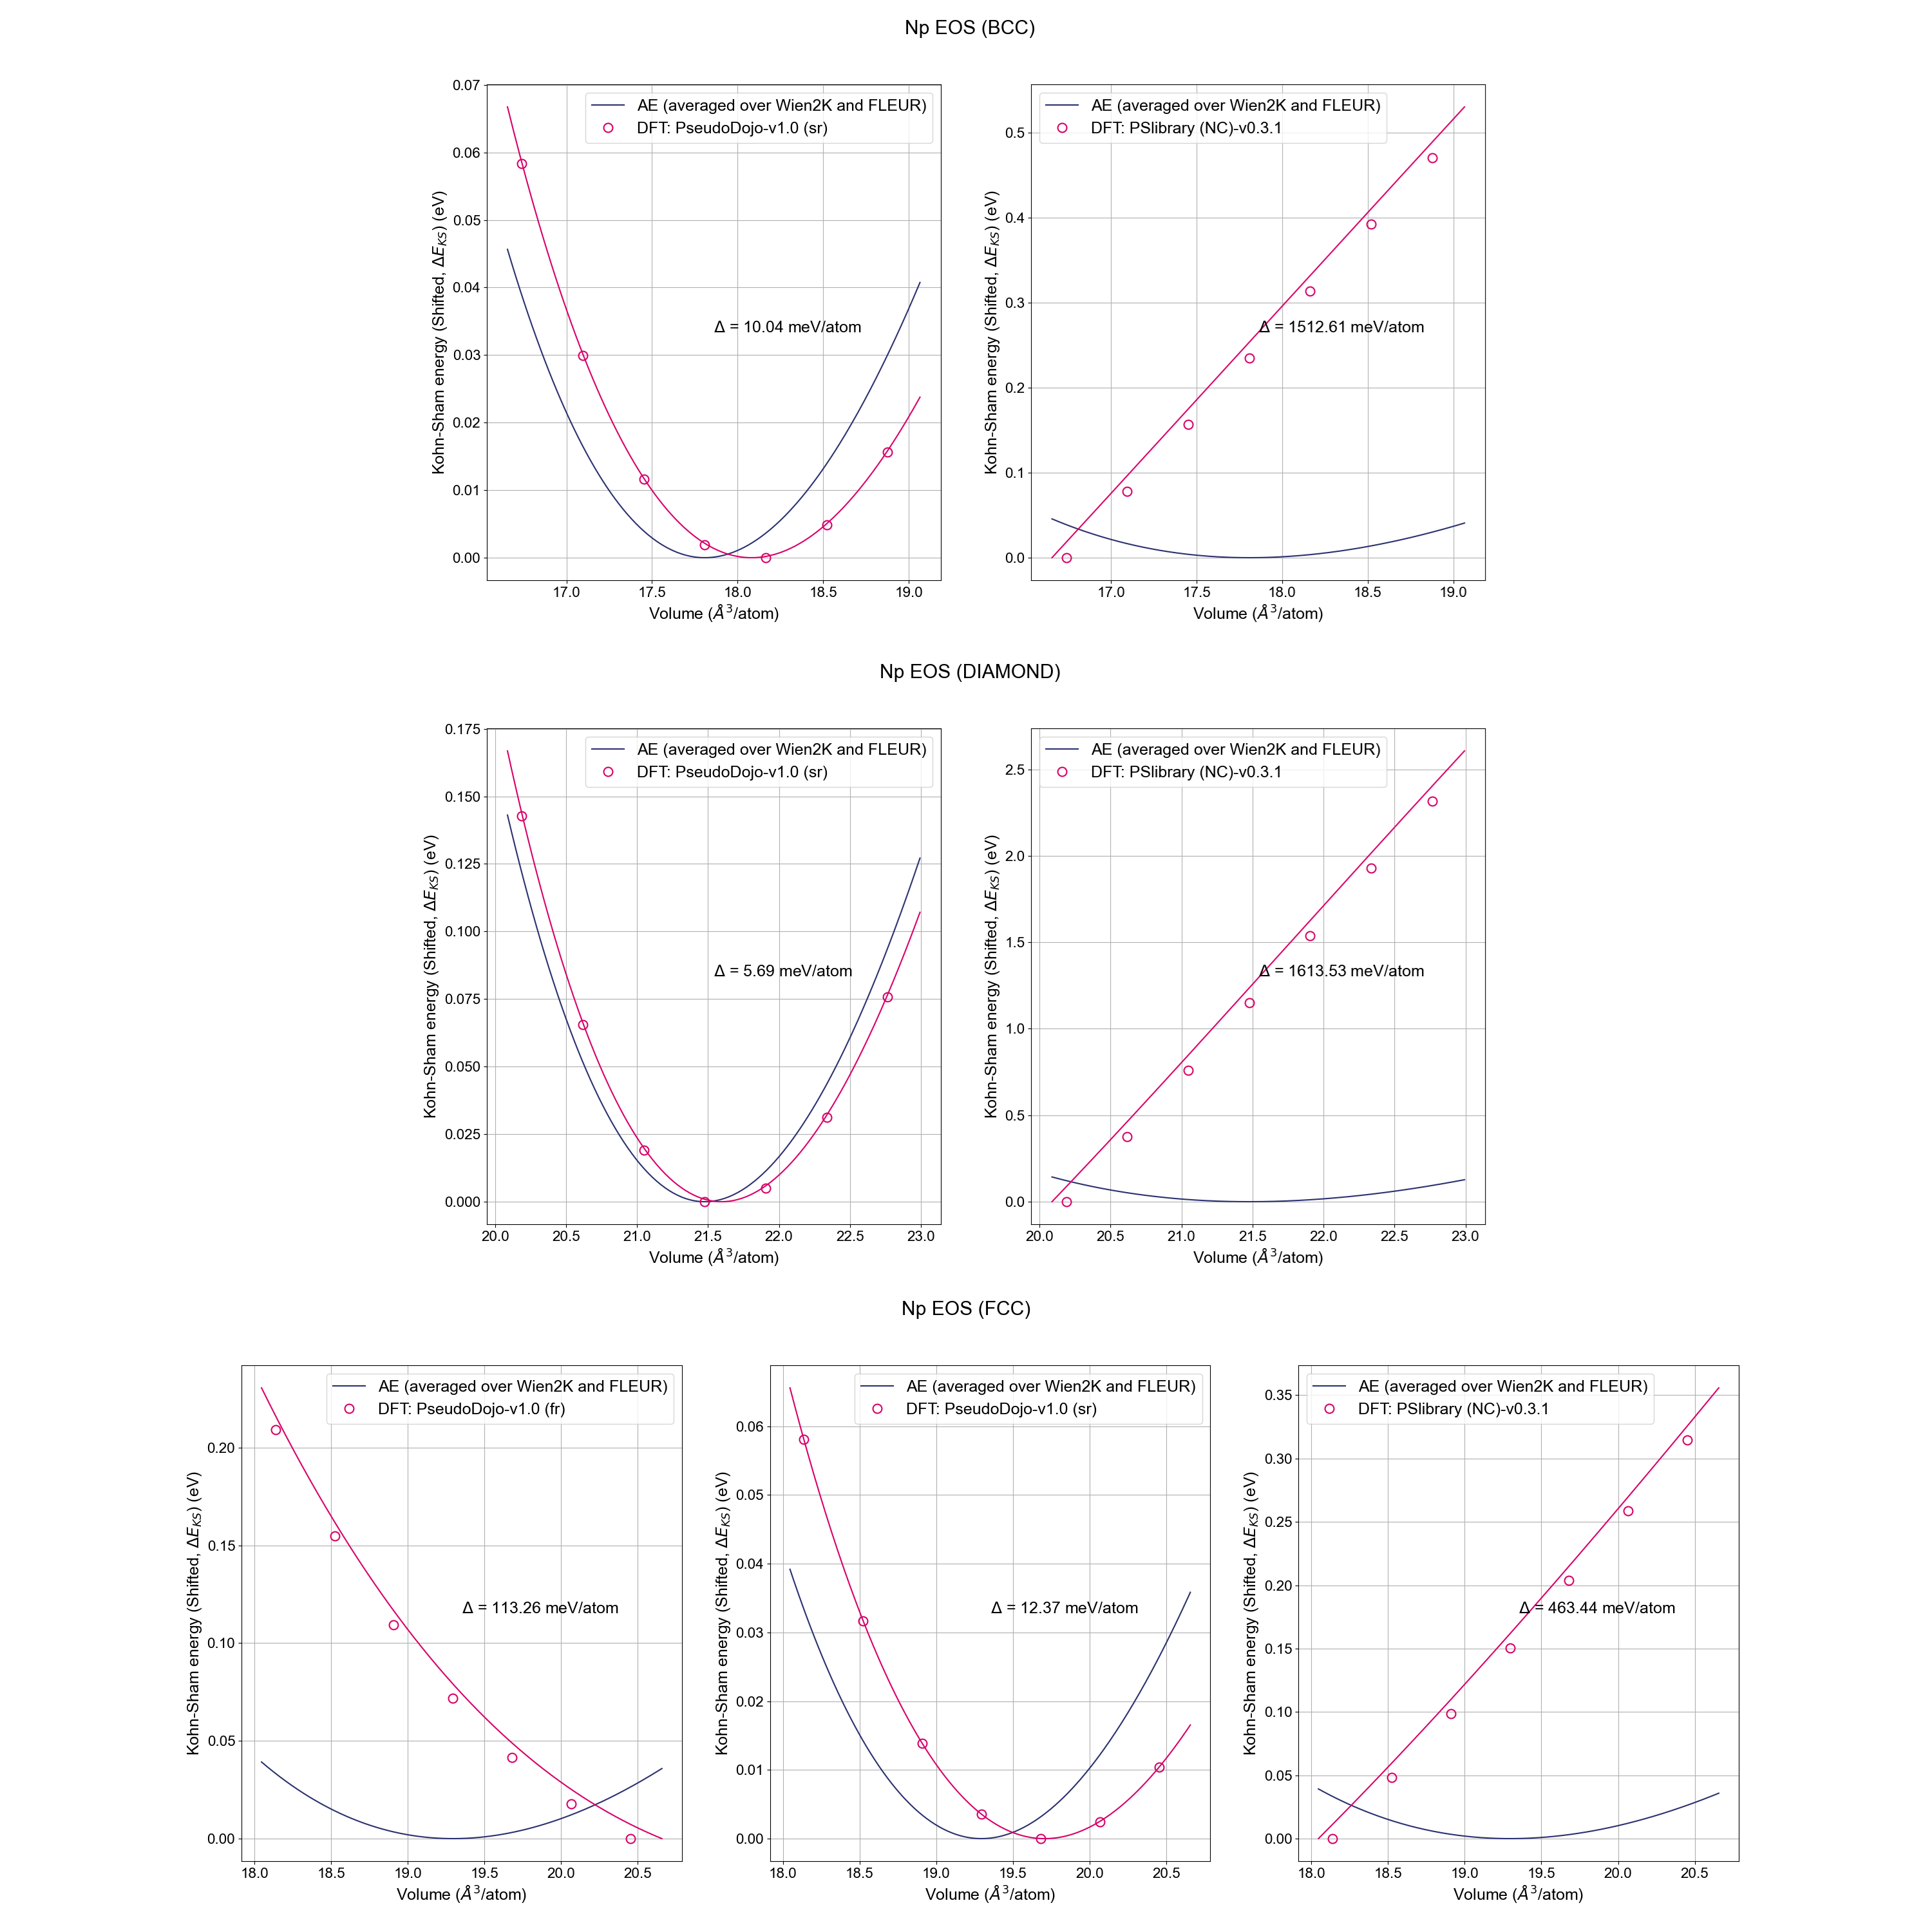 Np EOS (BCC)
0.07
0.06
0.05
0.04
0.03
0.02
0.01
0.00
Kohn-Sham energy (Shifted, ΔE_KS) (eV)
AE (averaged over Wien2K and FLEUR)
DFT: PseudoDojo-v1.0 (sr)
Δ = 10.04 meV/atom
17.0 17.5 18.0 18.5 19.0
Volume (Å³/atom)
0.5
0.4
0.3
0.2
0.1
0.0
Kohn-Sham energy (Shifted, ΔE_KS) (eV)
AE (averaged over Wien2K and FLEUR)
DFT: PSlibrary (NC)-v0.3.1
Δ = 1512.61 meV/atom
17.0 17.5 18.0 18.5 19.0
Volume (Å³/atom)
Np EOS (DIAMOND)
0.175
0.150
0.125
0.100
0.075
0.050
0.025
0.000
Kohn-Sham energy (Shifted, ΔE_KS) (eV)
AE (averaged over Wien2K and FLEUR)
DFT: PseudoDojo-v1.0 (sr)
Δ = 5.69 meV/atom
20.0 20.5 21.0 21.5 22.0 22.5 23.0
Volume (Å³/atom)
2.5
2.0
1.5
1.0
0.5
0.0
Kohn-Sham energy (Shifted, ΔE_KS) (eV)
AE (averaged over Wien2K and FLEUR)
DFT: PSlibrary (NC)-v0.3.1
Δ = 1613.53 meV/atom
20.0 20.5 21.0 21.5 22.0 22.5 23.0
Volume (Å³/atom)
Np EOS (FCC)
0.20
0.15
0.10
0.05
0.00
Kohn-Sham energy (Shifted, ΔE_KS) (eV)
AE (averaged over Wien2K and FLEUR)
DFT: PseudoDojo-v1.0 (fr)
Δ = 113.26 meV/atom
18.0 18.5 19.0 19.5 20.0 20.5
Volume (Å³/atom)
0.06
0.05
0.04
0.03
0.02
0.01
0.00
Kohn-Sham energy (Shifted, ΔE_KS) (eV)
AE (averaged over Wien2K and FLEUR)
DFT: PseudoDojo-v1.0 (sr)
Δ = 12.37 meV/atom
18.0 18.5 19.0 19.5 20.0 20.5
Volume (Å³/atom)
0.35
0.30
0.25
0.20
0.15
0.10
0.05
0.00
Kohn-Sham energy (Shifted, ΔE_KS) (eV)
AE (averaged over Wien2K and FLEUR)
DFT: PSlibrary (NC)-v0.3.1
Δ = 463.44 meV/atom
18.0 18.5 19.0 19.5 20.0 20.5
Volume (Å³/atom)